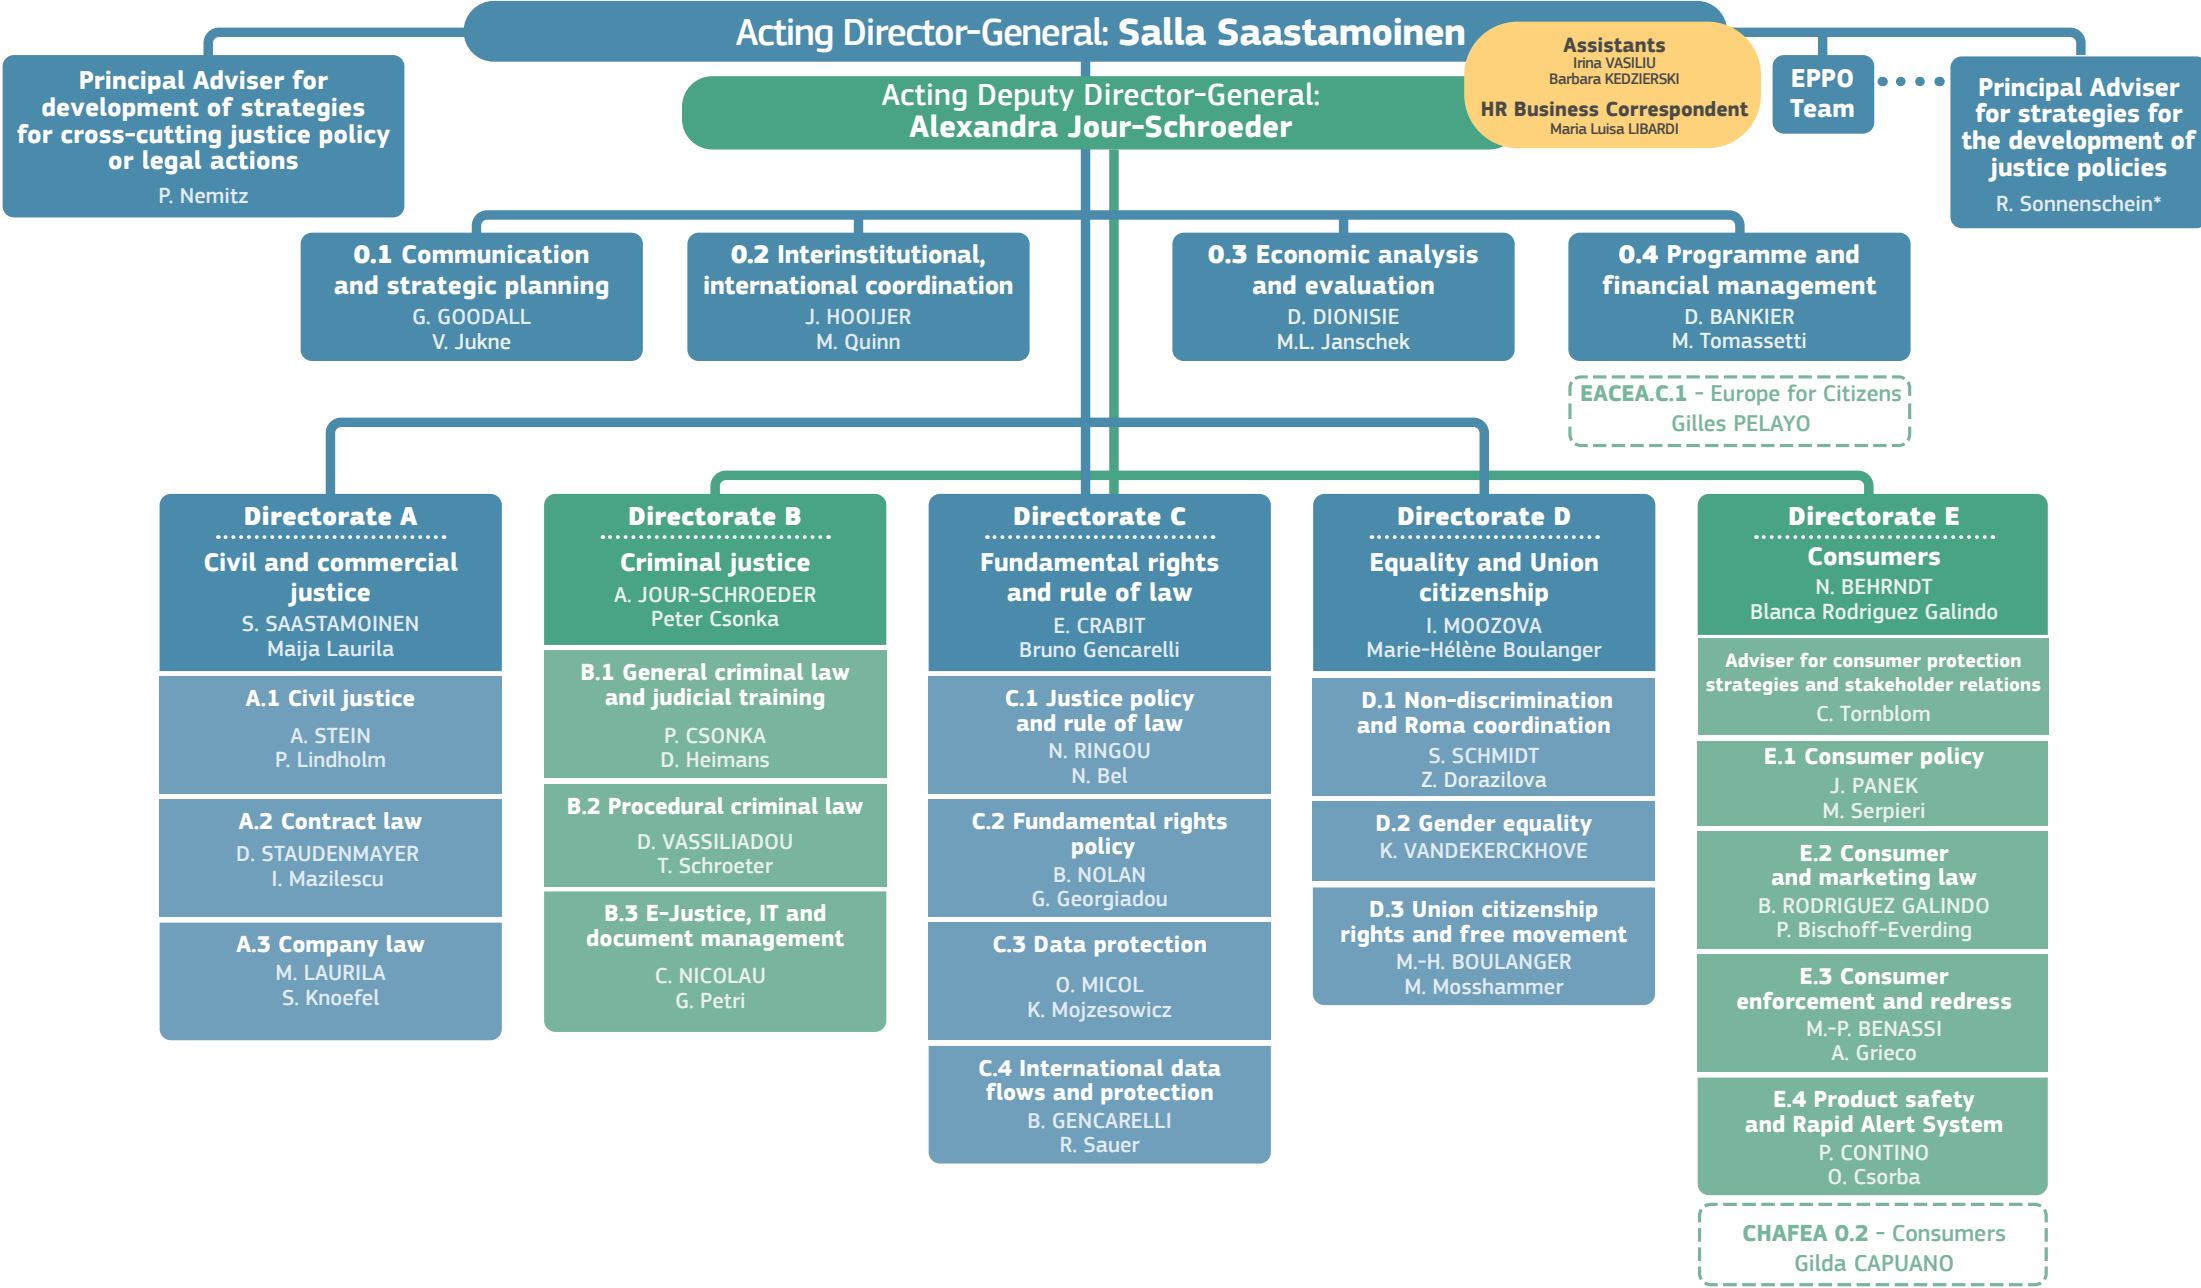 Acting Director-General: Salla Saastamoinen
Assistants
Irina VASILIU
Barbara KEDZIERSKI
HR Business Correspondent
Maria Luisa LIBARDI
Acting Deputy Director-General:
Alexandra Jour-Schroeder
Principal Adviser for
development of strategies
for cross-cutting justice policy
or legal actions
P. Nemitz
EPPO
Team
Principal Adviser
for strategies for
the development of
justice policies
R. Sonnenschein*
0.1 Communication
and strategic planning
G. GOODALL
V. Jukne
0.2 Interinstitutional,
international coordination
J. HOOIJER
M. Quinn
0.3 Economic analysis
and evaluation
D. DIONISIE
M.L. Janschek
0.4 Programme and
financial management
D. BANKIER
M. Tomassetti
EACEA.C.1 - Europe for Citizens
Gilles PELAYO
Directorate A
Civil and commercial
justice
S. SAASTAMOINEN
Maija Laurila
A.1 Civil justice
A. STEIN
P. Lindholm
A.2 Contract law
D. STAUDENMAYER
I. Mazilescu
A.3 Company law
M. LAURILA
S. Knoefel
Directorate B
Criminal justice
A. JOUR-SCHROEDER
Peter Csonka
B.1 General criminal law
and judicial training
P. CSONKA
D. Heimans
B.2 Procedural criminal law
D. VASSILIADOU
T. Schroeter
B.3 E-Justice, IT and
document management
C. NICOLAU
G. Petri
Directorate C
Fundamental rights
and rule of law
E. CRABIT
Bruno Gencarelli
C.1 Justice policy
and rule of law
N. RINGOU
N. Bel
C.2 Fundamental rights
policy
B. NOLAN
G. Georgiadou
C.3 Data protection
O. MICOL
K. Mojzesowicz
C.4 International data
flows and protection
B. GENCARELLI
R. Sauer
Directorate D
Equality and Union
citizenship
I. MOOZOVA
Marie-Hélène Boulanger
D.1 Non-discrimination
and Roma coordination
S. SCHMIDT
Z. Dorazilova
D.2 Gender equality
K. VANDEKERCKHOVE
D.3 Union citizenship
rights and free movement
M.-H. BOULANGER
M. Mosshammer
Directorate E
Consumers
N. BEHRNDT
Blanca Rodriguez Galindo
Adviser for consumer protection
strategies and stakeholder relations
C. Tornblom
E.1 Consumer policy
J. PANEK
M. Serpieri
E.2 Consumer
and marketing law
B. RODRIGUEZ GALINDO
P. Bischoff-Everding
E.3 Consumer
enforcement and redress
M.-P. BENASSI
A. Grieco
E.4 Product safety
and Rapid Alert System
P. CONTINO
O. Csorba
CHAFEA 0.2 - Consumers
Gilda CAPUANO